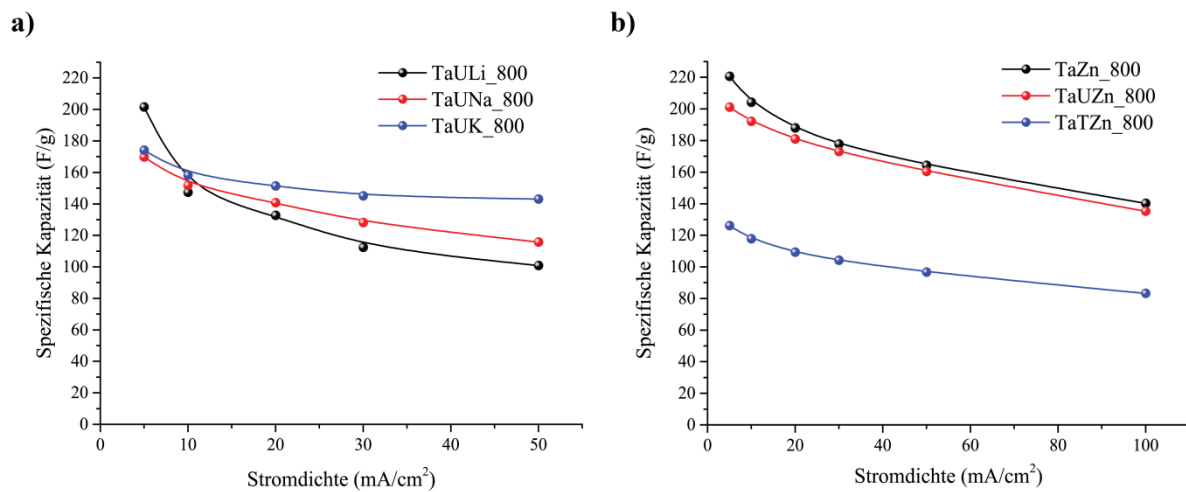 a)
TaULi_800
TaUNa_800
TaUK_800
220
200
180
160
140
120
100
80
60
40
20
0
Spezifische Kapazität (F/g)
0 10 20 30 40 50
Stromdichte (mA/cm²)
b)
TaZn_800
TaUZn_800
TaTZn_800
220
200
180
160
140
120
100
80
60
40
20
0
Spezifische Kapazität (F/g)
0 20 40 60 80 100
Stromdichte (mA/cm²)